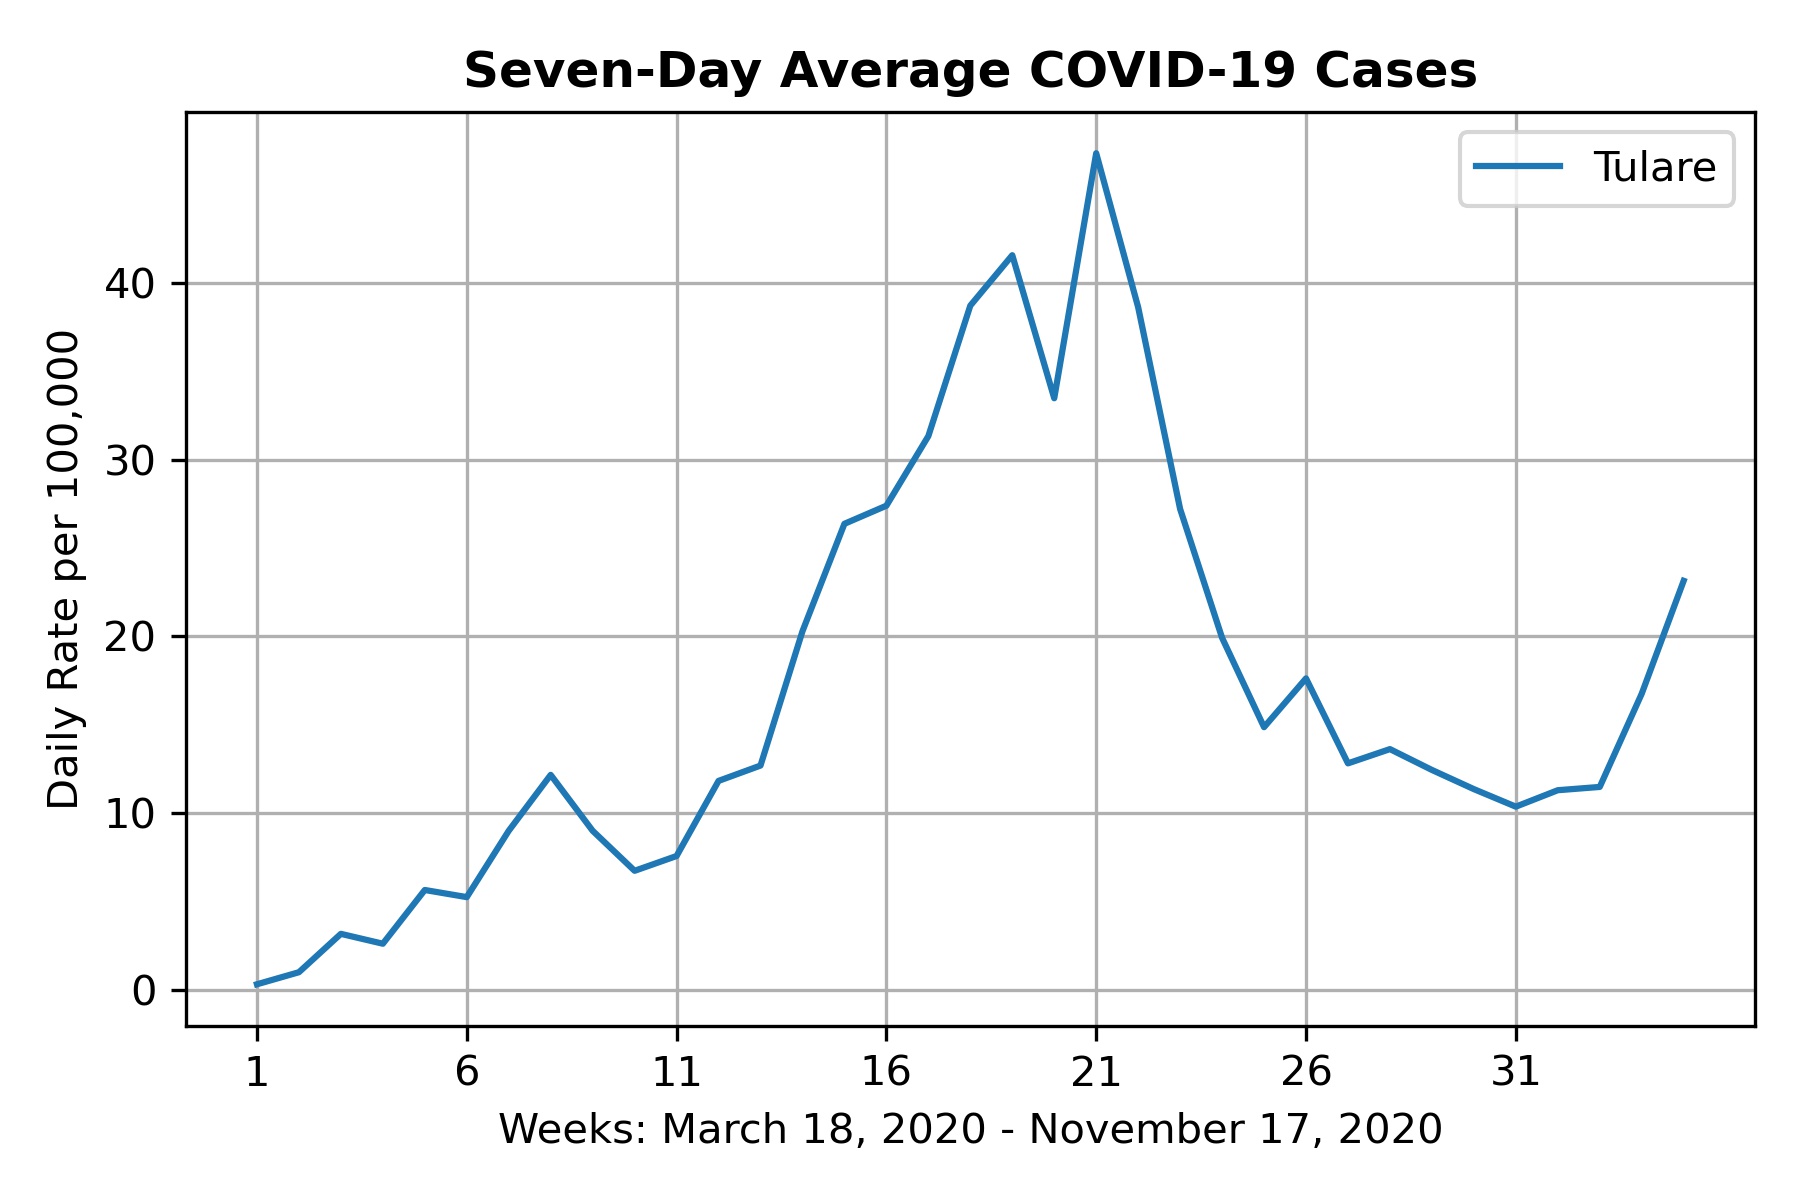 Seven-Day Average COVID-19 Cases
Tulare
Daily Rate per 100,000
40
30
20
10
0
1 6 11 16 21 26 31
Weeks: March 18, 2020 - November 17, 2020